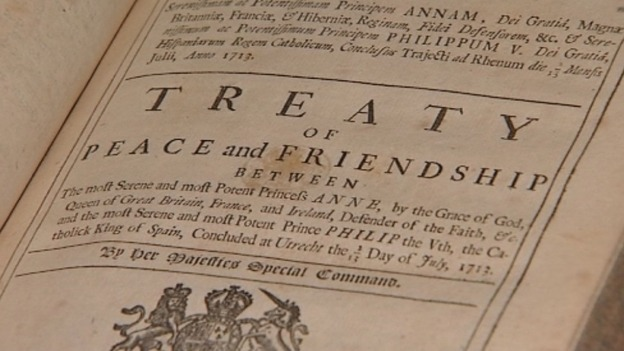 Serenissimam ac Potentissimam Principem ANNAM, Dei Gratiâ, Magnæ
Britanniæ, Franciæ, & Hiberniæ, Reginam, Fidei Defensorem, &c. & Sere-
nissimum ac Potentissimum Principem PHILIPPUM V. Dei Gratiâ,
Hispaniarum Regem Catholicum, Conclusus Trajecti ad Rhenum die 2/13 Mensis
Julii, Anno 1713.
TREATY
OF
PEACE and FRIENDSHIP
BETWEEN
The moſt Serene and moſt Potent Princeſs ANNE, by the Grace of God,
Queen of Great Britain, France, and Ireland, Defender of the Faith, &c.
and the moſt Serene and moſt Potent Prince PHILIP the Vth, the Ca-
tholick King of Spain, Concluded at Utrecht the 2/13 Day of July, 1713.
By Her Majeſties Special Command.